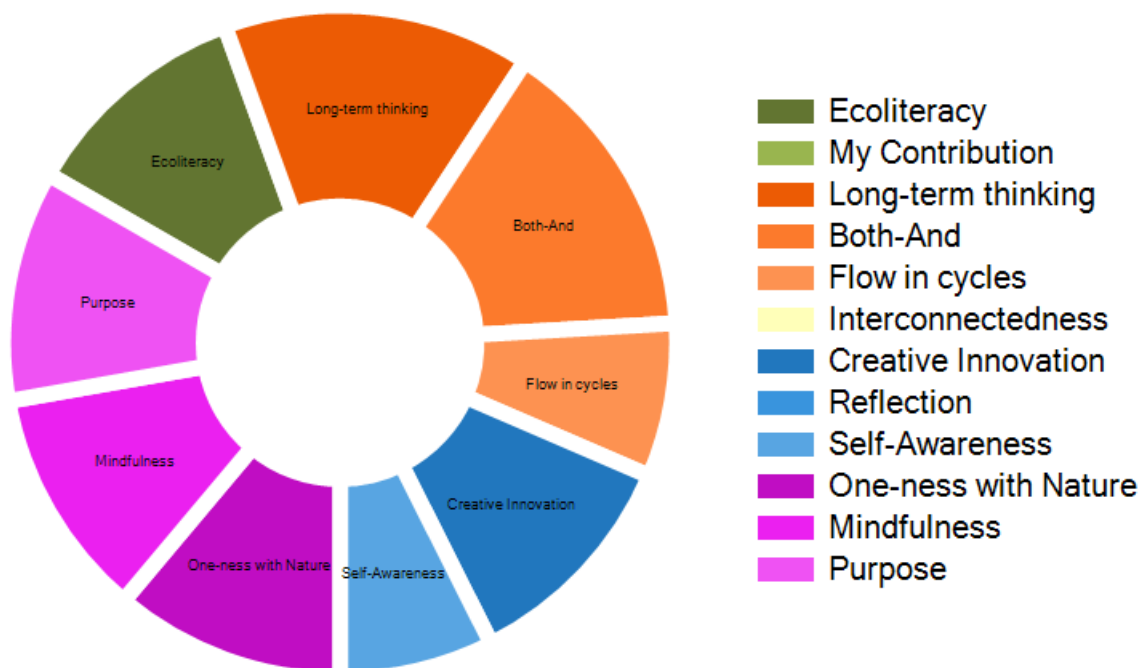 Long-term thinking
Ecoliteracy
Both-And
Purpose
Flow in cycles
Mindfulness
Creative Innovation
One-ness with Nature
Self-Awareness
Ecoliteracy
My Contribution
Long-term thinking
Both-And
Flow in cycles
Interconnectedness
Creative Innovation
Reflection
Self-Awareness
One-ness with Nature
Mindfulness
Purpose